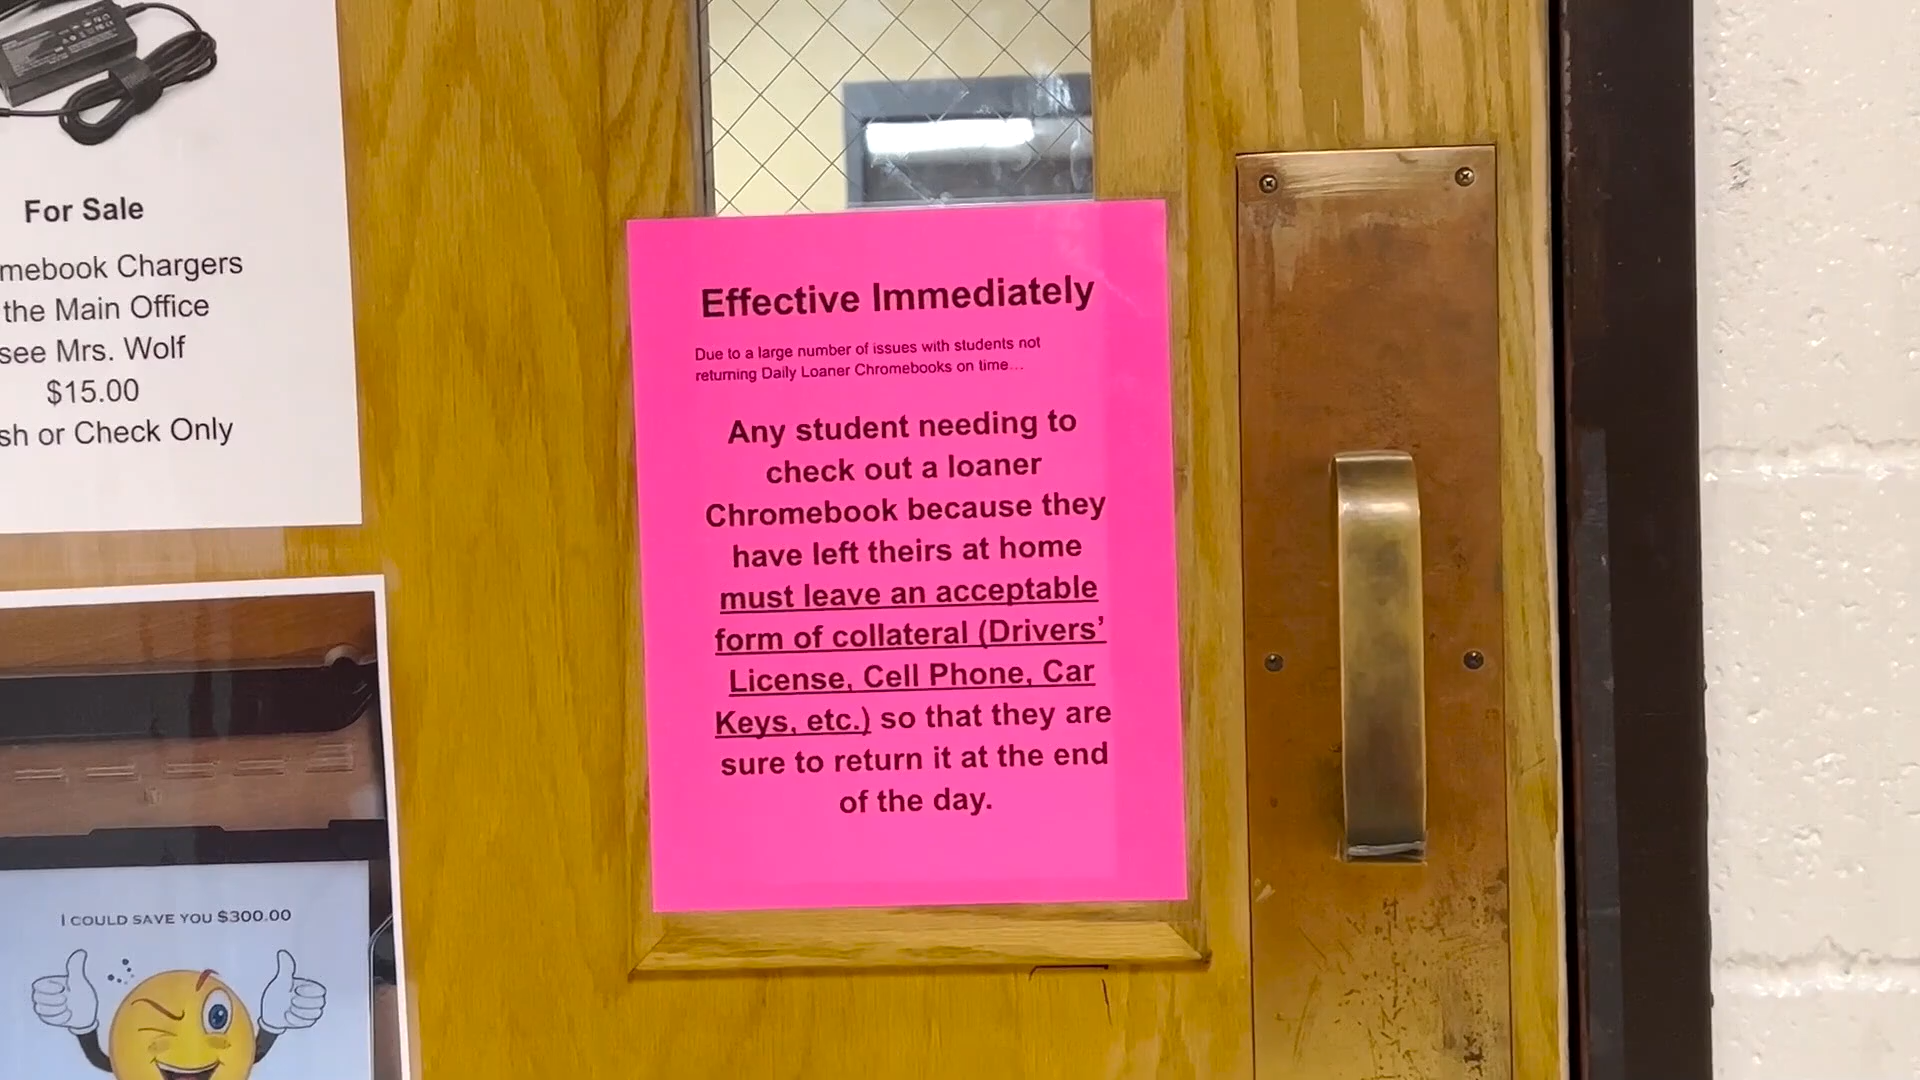 For Sale
mebook Chargers
the Main Office
see Mrs. Wolf
$15.00
sh or Check Only
I COULD SAVE YOU $300.00
Effective Immediately
Due to a large number of issues with students not
returning Daily Loaner Chromebooks on time...
Any student needing to
check out a loaner
Chromebook because they
have left theirs at home
must leave an acceptable
form of collateral (Drivers'
License, Cell Phone, Car
Keys, etc.) so that they are
sure to return it at the end
of the day.